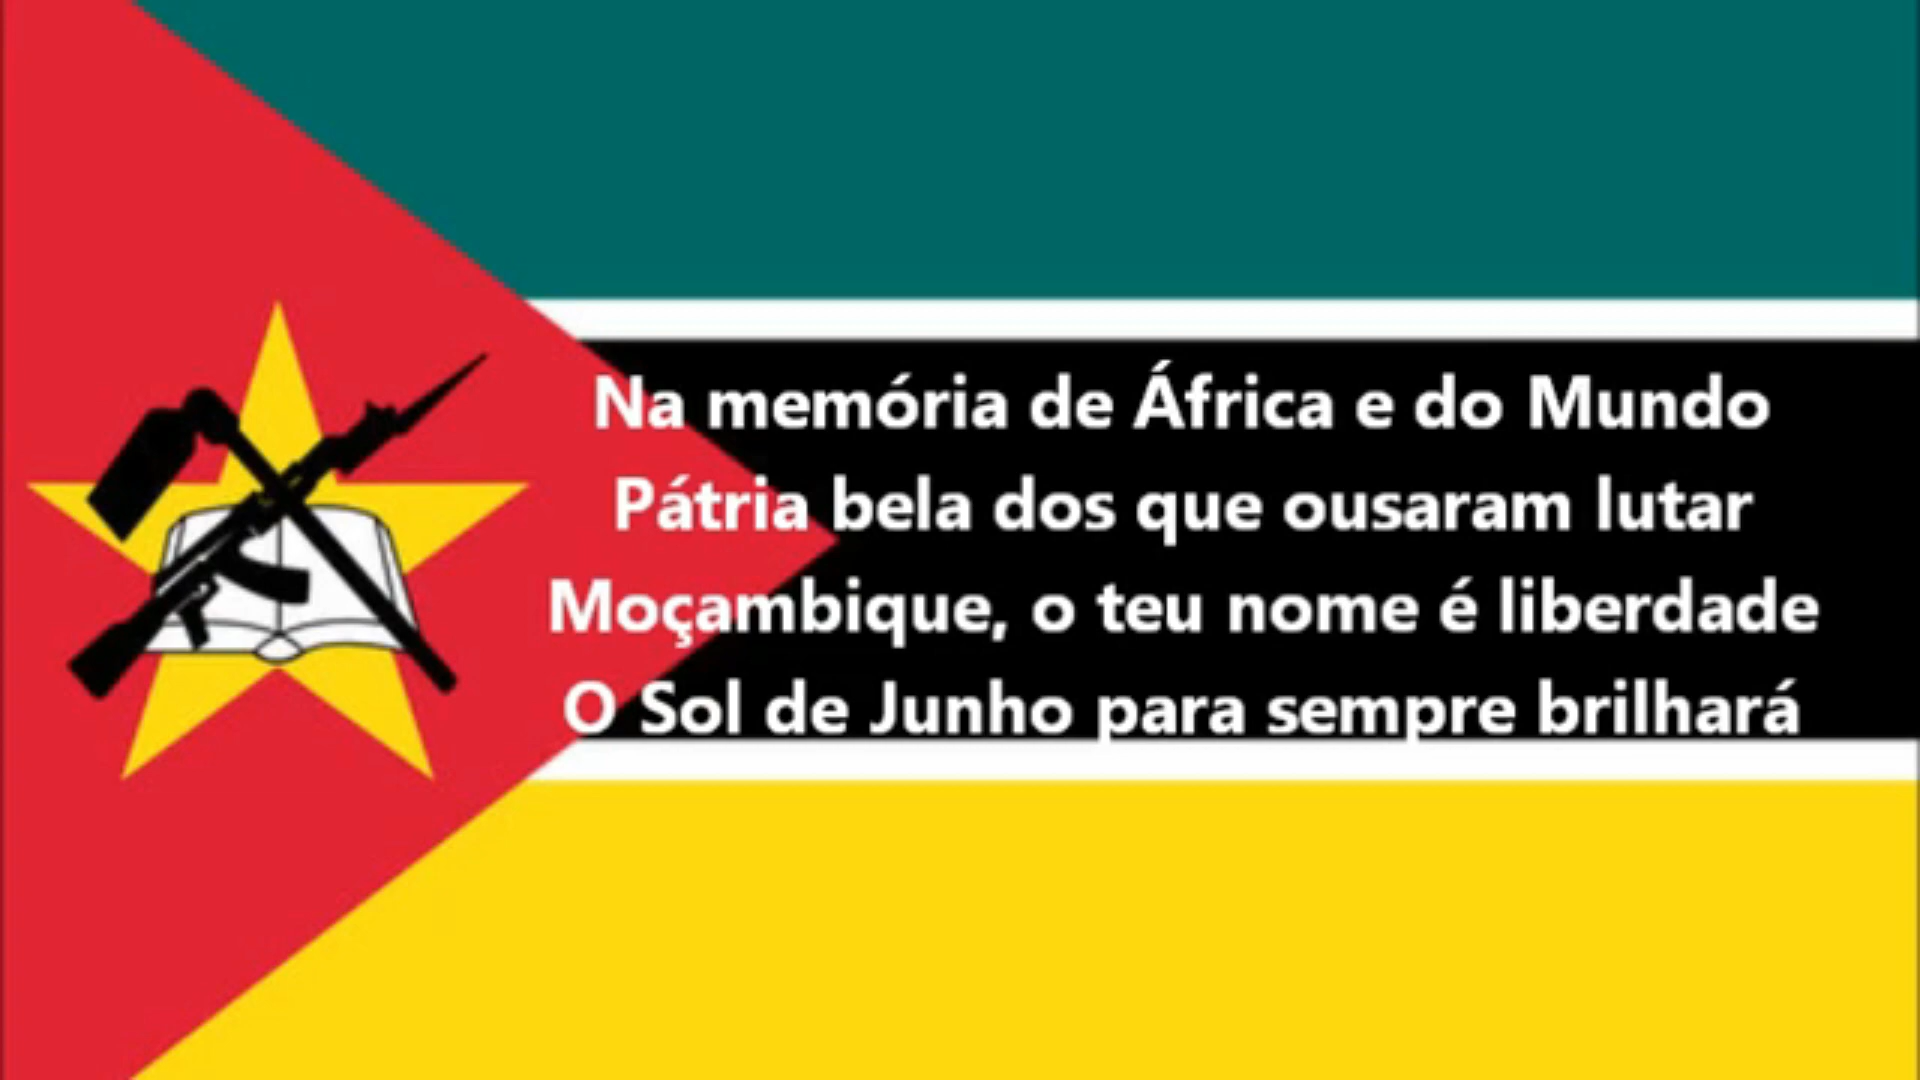 Na memória de África e do Mundo
Pátria bela dos que ousaram lutar
Moçambique, o teu nome é liberdade
O Sol de Junho para sempre brilhará